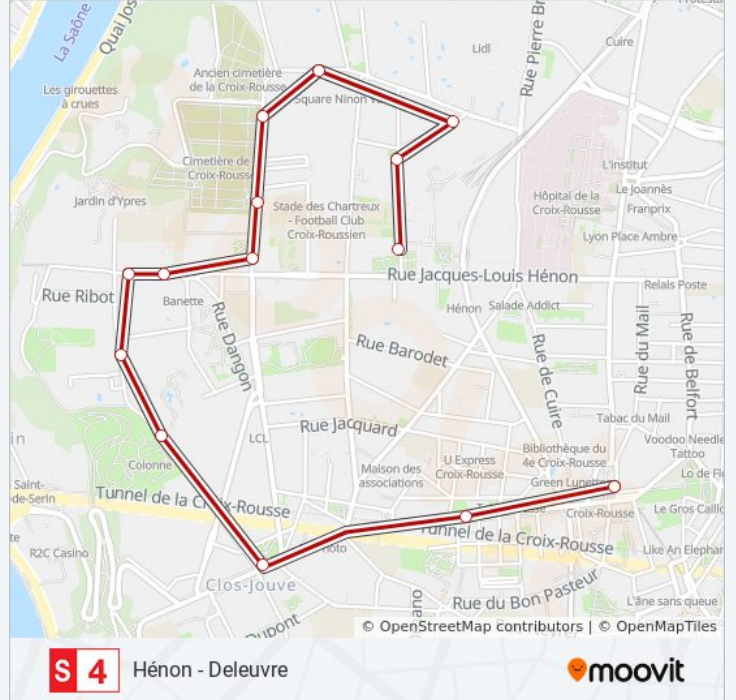 La Saône
Quai Jos
Rue Pierre Br
Lidl
Cuire
Ancien cimetière
de la Croix-Rousse
Les girouettes
à crues
Square Ninon V
Cimetière de
Croix-Rousse
L'institut
Le Joannès
Franprix
Hôpital de la
Croix-Rousse
Jardin d'Ypres
Stade des Chartreux
- Football Club
Croix-Roussien
Lyon Place Ambre
Rue Jacques-Louis Hénon
Relais Poste
Rue Ribot
Banette
Hénon
Salade Addict
Rue Dangon
Rue Barodet
Rue de Cuire
Rue du Mail
Rue de Belfort
Rue Jacquard
Tabac du Mail
LCL
Voodoo Needle
Tattoo
Bibliothèque du
4e Croix-Rousse
U Express
Croix-Rousse
Maison des
associations
Colonne
Green Lunette
Lo de Fl
in
Saint-
de-Serin
Tunnel de la Croix-Rousse
Croix-Rousse
Le Gros Caillo
te
R2C Casino
Tunnel de la Croix-Rousse
Like An Elephan
Clos-Jouve
Rue du Bon Pasteur
L'âne sans queue
Dupont
© OpenStreetMap contributors | © OpenMapTiles
S 4 Hénon - Deleuvre
moovit